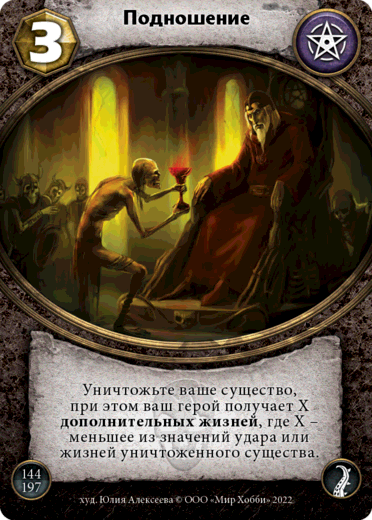 Подношение
3
Уничтожьте ваше существо,
при этом ваш герой получает X
дополнительных жизней, где X –
меньшее из значений удара или
жизней уничтоженного существа.
144
197
худ. Юлия Алексеева © ООО «Мир Хобби» 2022